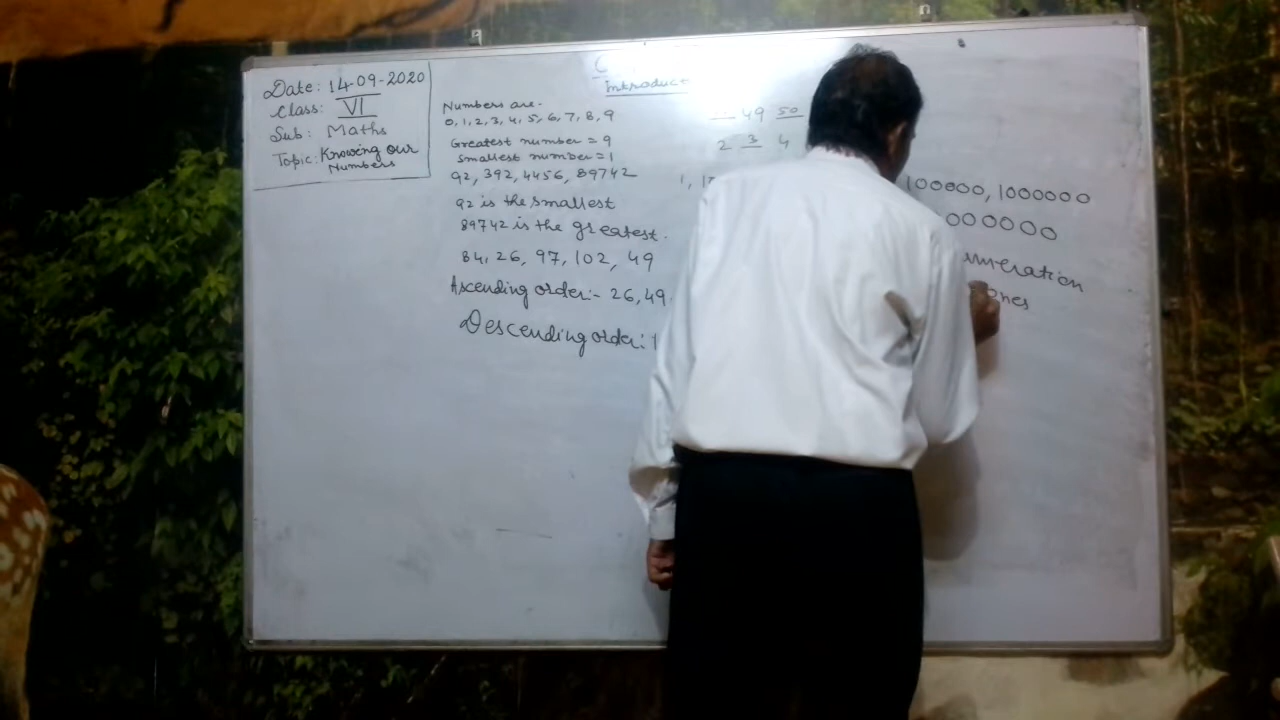 Date: 14-09-2020
Class: VI
Sub: Maths
Topic: Knowing our
Numbers
Introduc
Numbers are-
0,1,2,3,4,5,6,7,8,9
Greatest number = 9
Smallest number = 1
92, 392, 4456, 89742
92 is the smallest
89742 is the greatest.
84, 26, 97, 102, 49
Ascending order:- 26, 49,
Descending order: 1
49 50
2 3 4
1, 1
100000, 1000000
000000
umeration
ones